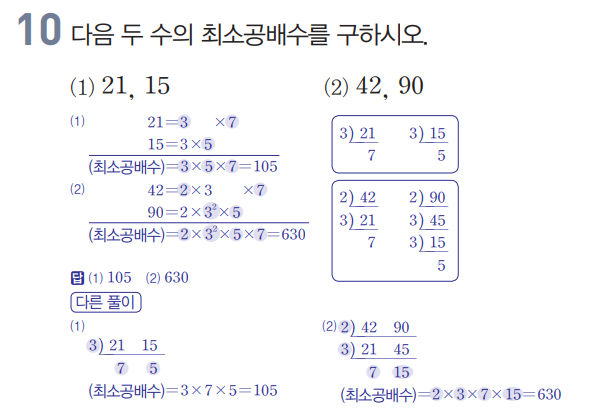 10 다음 두 수의 최소공배수를 구하시오.
(1) 21, 15
(2) 42, 90
(1) 21=3 ×7
15=3×5
(최소공배수)=3×5×7=105
(2) 42=2×3 ×7
90=2×3²×5
(최소공배수)=2×3²×5×7=630
3) 21 3) 15
7 5
2) 42 2) 90
3) 21 3) 45
7 3) 15
5
답 (1) 105 (2) 630
다른 풀이
(1)
3) 21 15
7 5
(최소공배수)=3×7×5=105
(2) 2) 42 90
3) 21 45
7 15
(최소공배수)=2×3×7×15=630